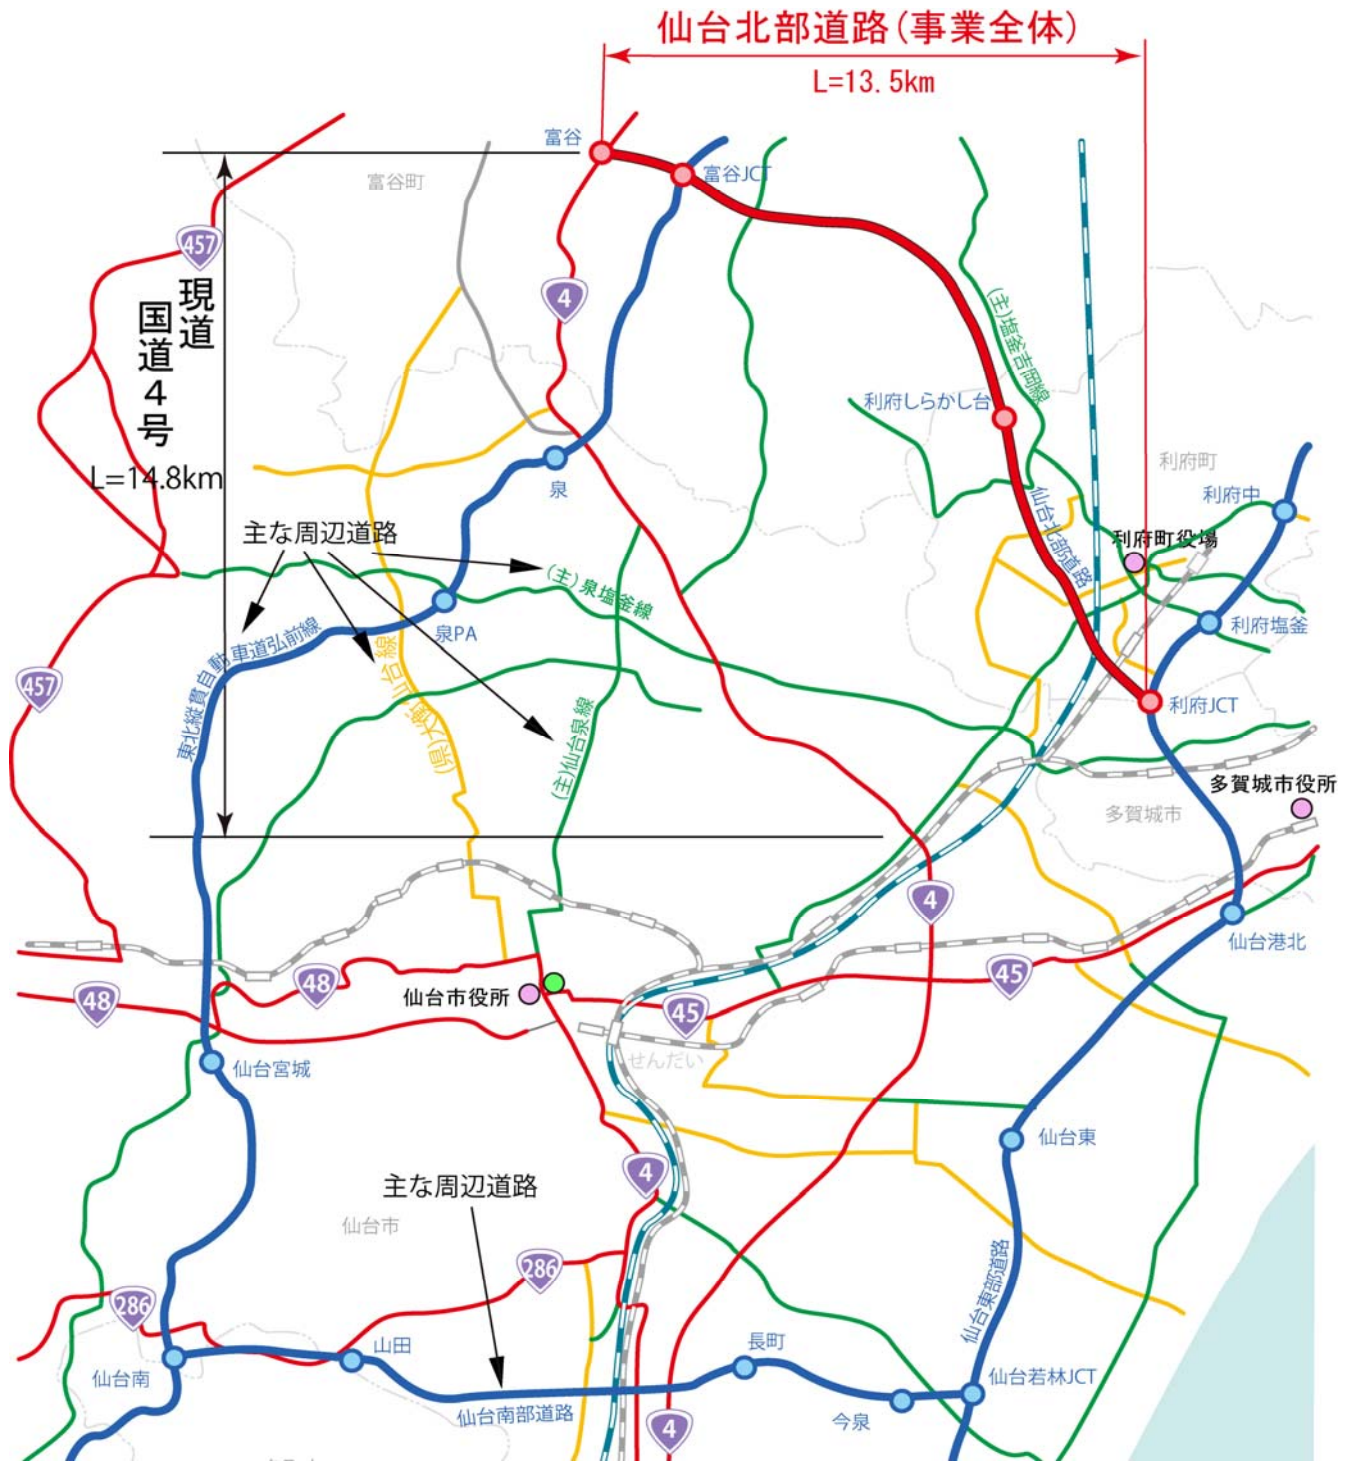 仙台北部道路(事業全体)
L=13.5km
富谷
富谷JCT
富谷町
457
現道
国道4号
L=14.8km
4
(主)塩釜吉岡線
利府しらかし台
利府町
利府中
泉
仙台北部道路
利府町役場
主な周辺道路
(主)泉塩釜線
泉PA
利府塩釜
東北縦貫自動車道弘前線
(県)大衡仙台線
457
(主)仙台泉線
利府JCT
多賀城市役所
多賀城市
4
仙台港北
48
48
45
45
仙台市役所
せんだい
仙台宮城
仙台東
4
主な周辺道路
仙台市
286
286
仙台東部道路
山田
長町
仙台南
仙台若林JCT
仙台南部道路
今泉
4